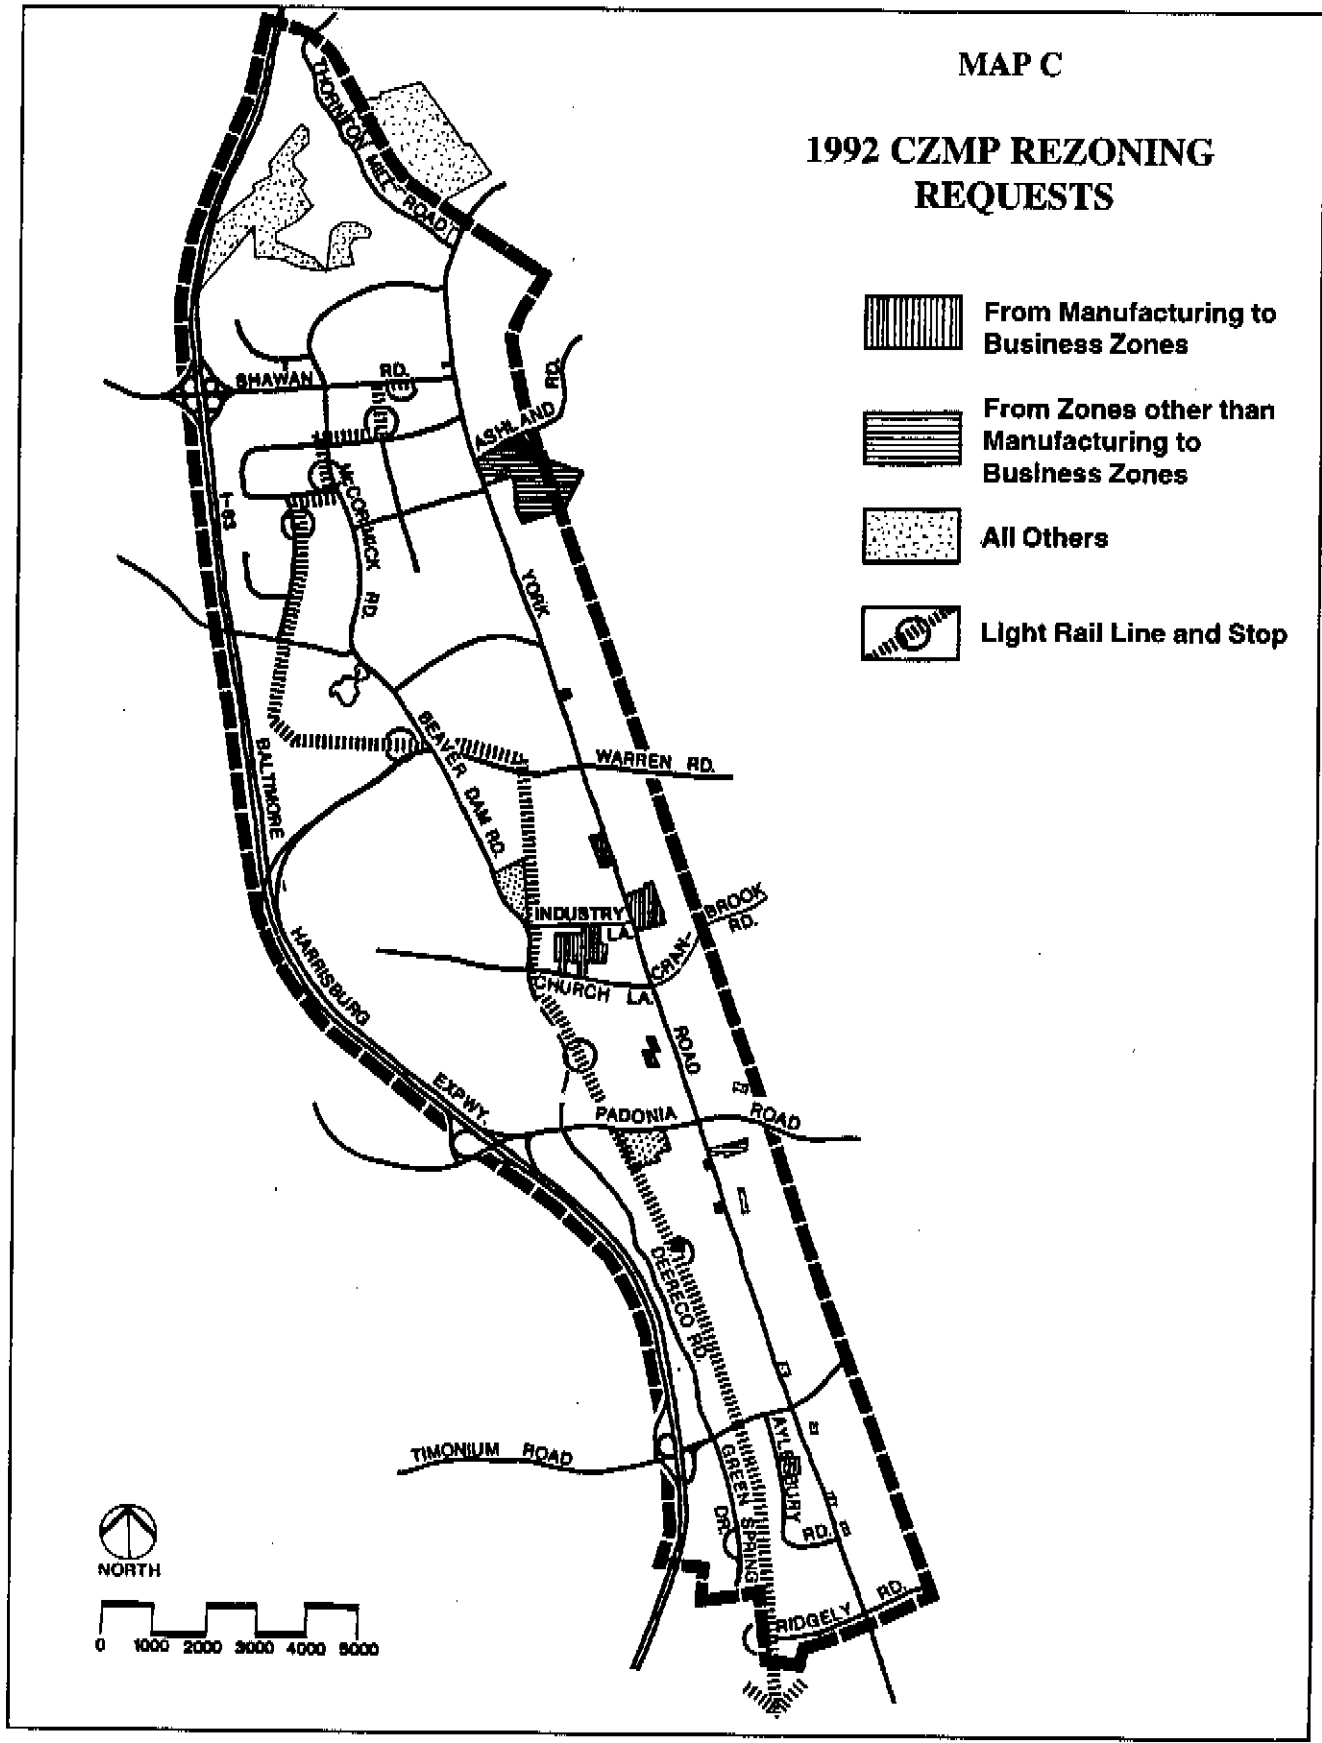 MAP C
1992 CZMP REZONING
REQUESTS
From Manufacturing to
Business Zones
From Zones other than
Manufacturing to
Business Zones
All Others
Light Rail Line and Stop
THORNTON MILL ROAD
SHAWAN RD.
ASHLAND RD.
McCORMICK RD.
I-83
YORK
BEAVER DAM RD.
WARREN RD.
BALTIMORE
INDUSTRY
LA.
CRAN-
BROOK
RD.
CHURCH LA.
HARRISBURG
ROAD
EXPWY.
PADONIA ROAD
DEERECO RD.
TIMONIUM ROAD
GREEN SPRING
DR.
AYLESBURY
RD.
RIDGELY RD.
NORTH
0 1000 2000 3000 4000 5000